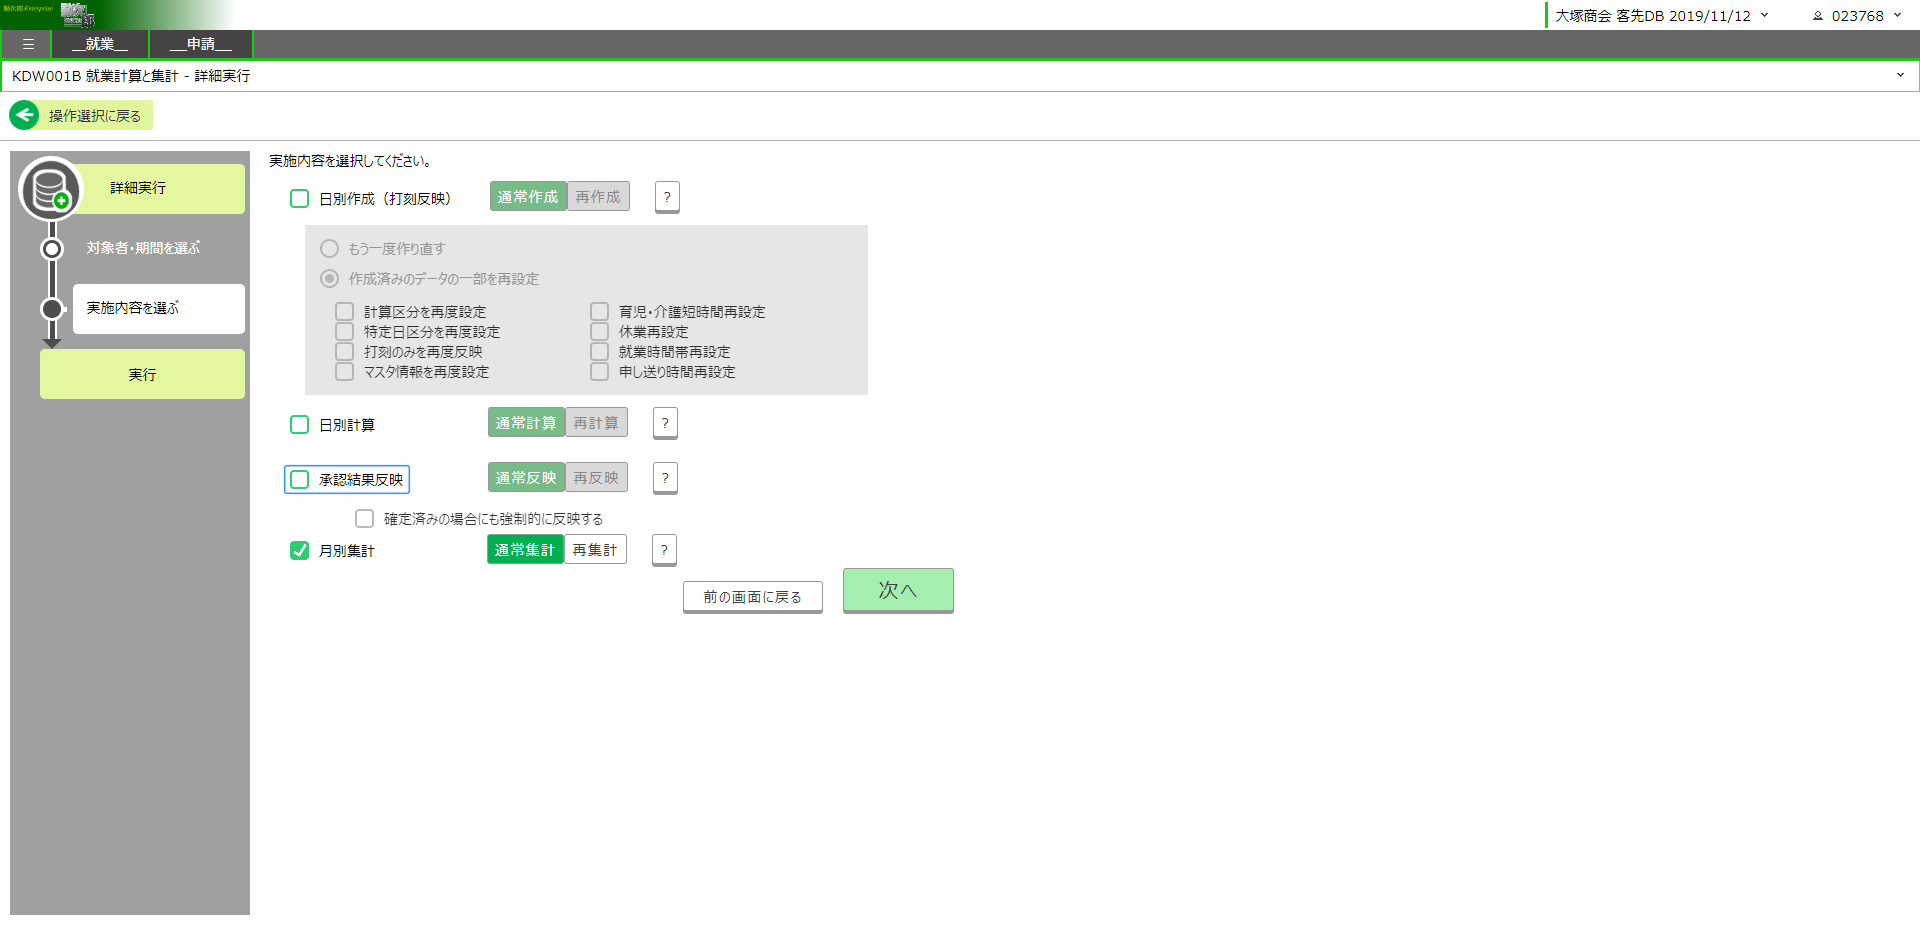 勤次郎 Enterprise
大塚商会 客先DB 2019/11/12
023768
☰ __就業__ __申請__
KDW001B 就業計算と集計 - 詳細実行
操作選択に戻る
詳細実行
対象者・期間を選ぶ
実施内容を選ぶ
実行
実施内容を選択してください。
日別作成（打刻反映） 通常作成 再作成 ?
もう一度作り直す
作成済みのデータの一部を再設定
計算区分を再度設定 育児・介護短時間再設定
特定日区分を再度設定 休業再設定
打刻のみを再度反映 就業時間帯再設定
マスタ情報を再度設定 申し送り時間再設定
日別計算 通常計算 再計算 ?
承認結果反映 通常反映 再反映 ?
確定済みの場合にも強制的に反映する
月別集計 通常集計 再集計 ?
前の画面に戻る 次へ